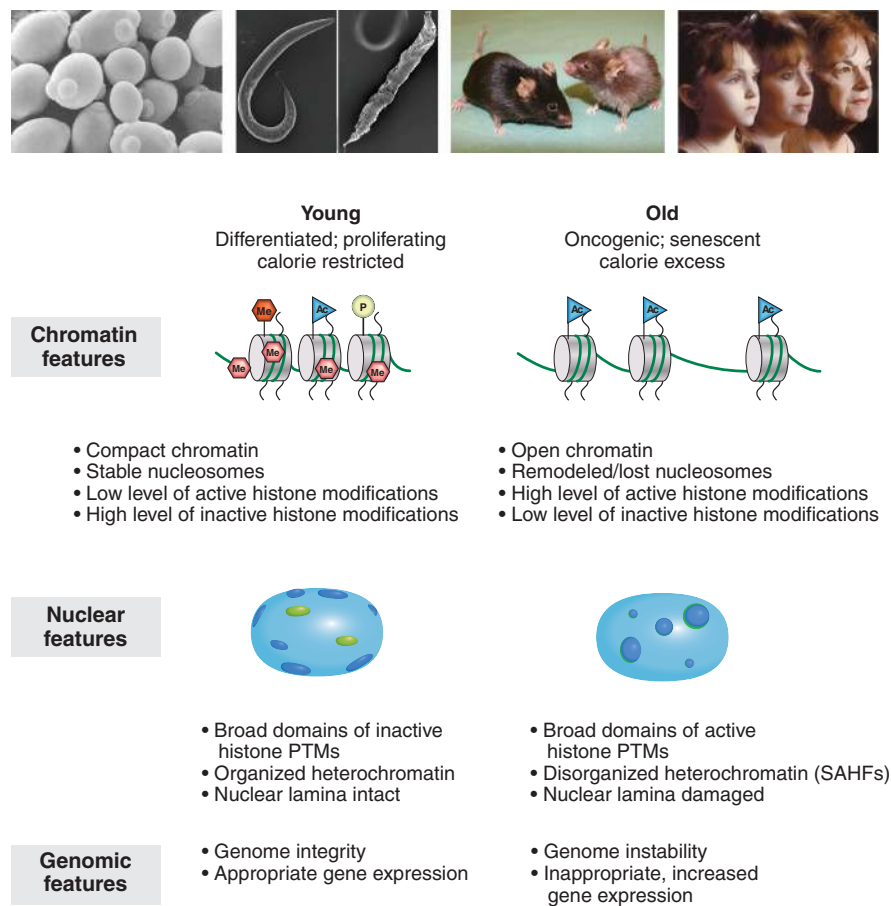 Young
Differentiated; proliferating
calorie restricted
Old
Oncogenic; senescent
calorie excess
Chromatin
features
Me
Ac
P
Me
Me
Me
Me
Ac
Ac
Ac
• Compact chromatin
• Stable nucleosomes
• Low level of active histone modifications
• High level of inactive histone modifications
• Open chromatin
• Remodeled/lost nucleosomes
• High level of active histone modifications
• Low level of inactive histone modifications
Nuclear
features
• Broad domains of inactive
histone PTMs
• Organized heterochromatin
• Nuclear lamina intact
• Broad domains of active
histone PTMs
• Disorganized heterochromatin (SAHFs)
• Nuclear lamina damaged
Genomic
features
• Genome integrity
• Appropriate gene expression
• Genome instability
• Inappropriate, increased
gene expression